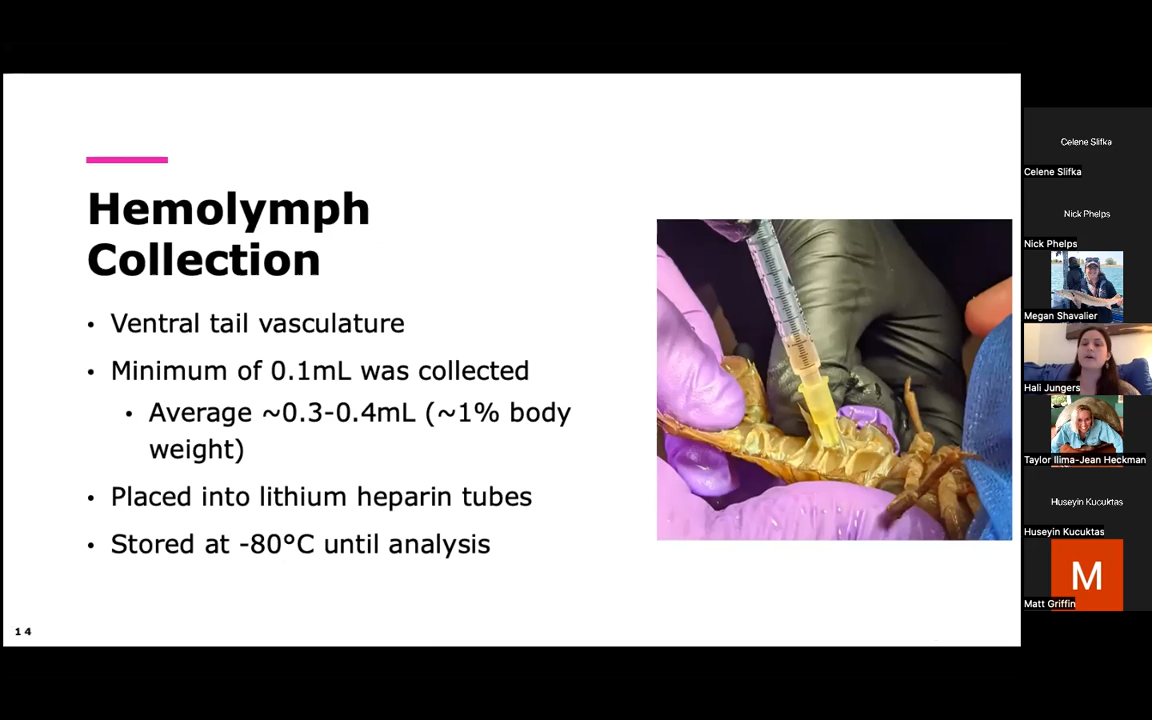 Hemolymph
Collection
• Ventral tail vasculature
• Minimum of 0.1mL was collected
• Average ~0.3-0.4mL (~1% body
weight)
• Placed into lithium heparin tubes
• Stored at -80°C until analysis
14
Celene Slifka
Celene Slifka
Nick Phelps
Nick Phelps
Megan Shavalier
Hali Jungers
Taylor Ilima-Jean Heckman
Huseyin Kucuktas
Huseyin Kucuktas
M
Matt Griffin